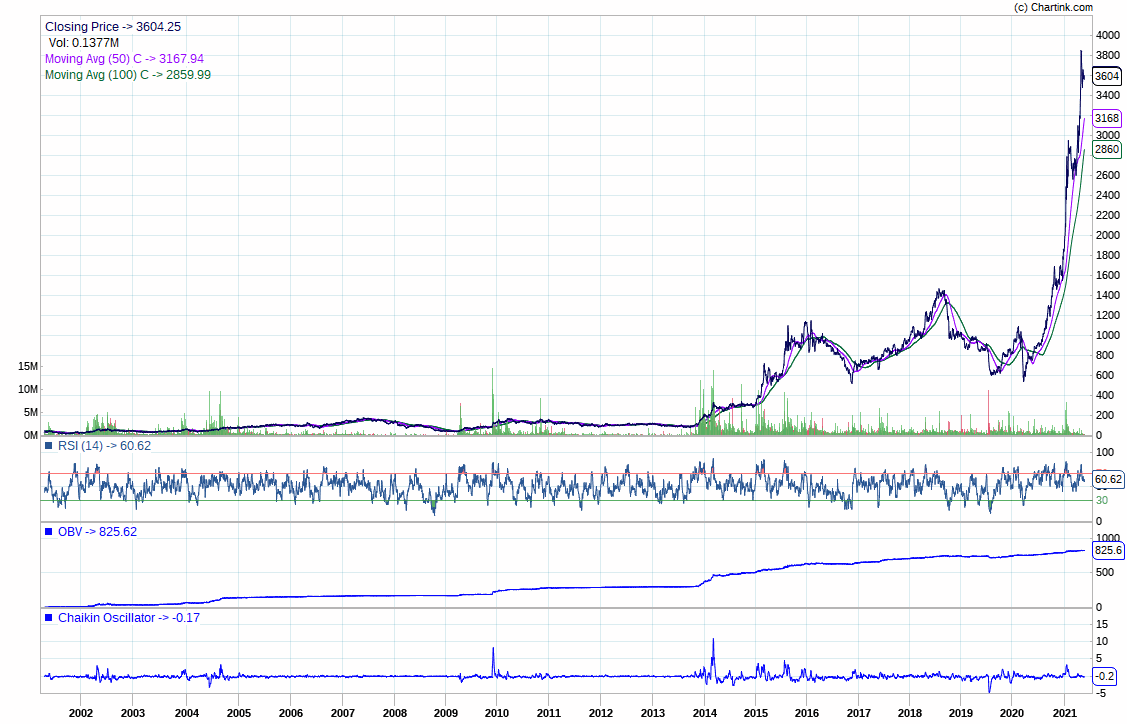 (c) Chartink.com
Closing Price -> 3604.25
Vol: 0.1377M
Moving Avg (50) C -> 3167.94
Moving Avg (100) C -> 2859.99
4000
3800
3604
3400
3168
3000
2860
2600
2400
2200
2000
1800
1600
1400
1200
1000
800
600
400
200
0
15M
10M
5M
0M
RSI (14) -> 60.62
100
60.62
30
0
OBV -> 825.62
1000
825.6
500
0
Chaikin Oscillator -> -0.17
15
10
5
-0.2
-5
2002 2003 2004 2005 2006 2007 2008 2009 2010 2011 2012 2013 2014 2015 2016 2017 2018 2019 2020 2021